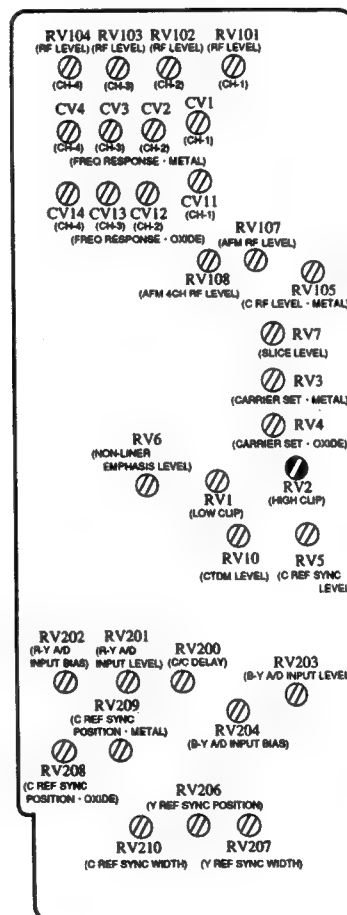 RV104 RV103 RV102 RV101
(RF LEVEL) (RF LEVEL) (RF LEVEL) (RF LEVEL)
(CH-4) (CH-3) (CH-2) (CH-1)
CV4 CV3 CV2 CV1
(CH-4) (CH-3) (CH-2) (CH-1)
(FREQ RESPONSE · METAL)
CV14 CV13 CV12 CV11
(CH-4) (CH-3) (CH-2) (CH-1)
(FREQ RESPONSE · OXIDE)
RV107
(AFM RF LEVEL)
RV108
(AFM 4CH RF LEVEL)
RV105
(C RF LEVEL · METAL)
RV7
(SLICE LEVEL)
RV3
(CARRIER SET · METAL)
RV4
(CARRIER SET · OXIDE)
RV6
(NON-LINER
EMPHASIS LEVEL)
RV1
(LOW CLIP)
RV2
(HIGH CLIP)
RV10
(CTDM LEVEL)
RV5
(C REF SYNC
LEVEL)
RV202
(R-Y A/D
INPUT BIAS)
RV201
(R-Y A/D
INPUT LEVEL)
RV200
(C/C DELAY)
RV203
(B-Y A/D INPUT LEVEL)
RV209
(C REF SYNC
POSITION · METAL)
RV204
(B-Y A/D INPUT BIAS)
RV208
(C REF SYNC
POSITION · OXIDE)
RV206
(Y REF SYNC POSITION)
RV210
(C REF SYNC WIDTH)
RV207
(Y REF SYNC WIDTH)